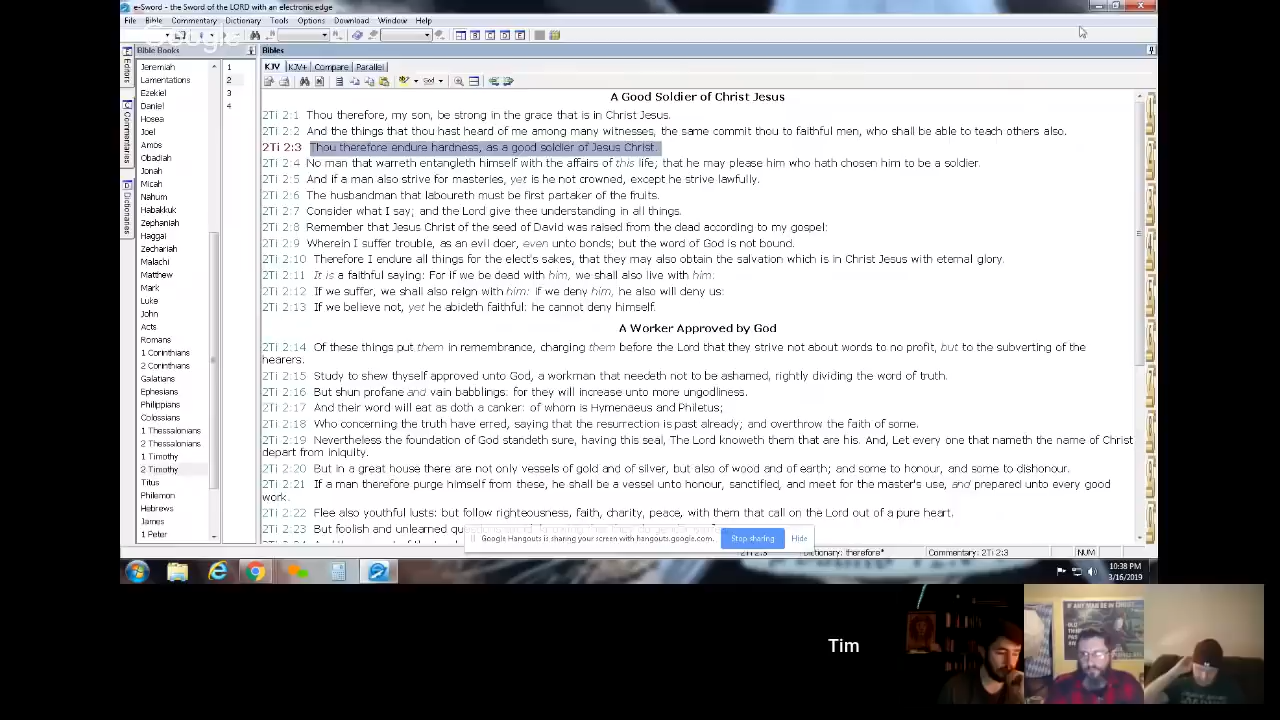 e-Sword - the Sword of the LORD with an electronic edge
File Bible Commentary Dictionary Tools Options Download Window Help
Google
Bible Books
Bibles
KJV KJV+ Compare Parallel
Editors
Commentaries
Dictionaries
Jeremiah
Lamentations
Ezekiel
Daniel
Hosea
Joel
Amos
Obadiah
Jonah
Micah
Nahum
Habakkuk
Zephaniah
Haggai
Zechariah
Malachi
Matthew
Mark
Luke
John
Acts
Romans
1 Corinthians
2 Corinthians
Galatians
Ephesians
Philippians
Colossians
1 Thessalonians
2 Thessalonians
1 Timothy
2 Timothy
Titus
Philemon
Hebrews
James
1 Peter
1
2
3
4
A Good Soldier of Christ Jesus
2Ti 2:1 Thou therefore, my son, be strong in the grace that is in Christ Jesus.
2Ti 2:2 And the things that thou hast heard of me among many witnesses, the same commit thou to faithful men, who shall be able to teach others also.
2Ti 2:3 Thou therefore endure hardness, as a good soldier of Jesus Christ.
2Ti 2:4 No man that warreth entangleth himself with the affairs of this life; that he may please him who hath chosen him to be a soldier.
2Ti 2:5 And if a man also strive for masteries, yet is he not crowned, except he strive lawfully.
2Ti 2:6 The husbandman that laboureth must be first partaker of the fruits.
2Ti 2:7 Consider what I say; and the Lord give thee understanding in all things.
2Ti 2:8 Remember that Jesus Christ of the seed of David was raised from the dead according to my gospel:
2Ti 2:9 Wherein I suffer trouble, as an evil doer, even unto bonds; but the word of God is not bound.
2Ti 2:10 Therefore I endure all things for the elect's sakes, that they may also obtain the salvation which is in Christ Jesus with eternal glory.
2Ti 2:11 It is a faithful saying: For if we be dead with him, we shall also live with him:
2Ti 2:12 If we suffer, we shall also reign with him: if we deny him, he also will deny us:
2Ti 2:13 If we believe not, yet he abideth faithful: he cannot deny himself.
A Worker Approved by God
2Ti 2:14 Of these things put them in remembrance, charging them before the Lord that they strive not about words to no profit, but to the subverting of the
hearers.
2Ti 2:15 Study to shew thyself approved unto God, a workman that needeth not to be ashamed, rightly dividing the word of truth.
2Ti 2:16 But shun profane and vain babblings: for they will increase unto more ungodliness.
2Ti 2:17 And their word will eat as doth a canker: of whom is Hymenaeus and Philetus;
2Ti 2:18 Who concerning the truth have erred, saying that the resurrection is past already; and overthrow the faith of some.
2Ti 2:19 Nevertheless the foundation of God standeth sure, having this seal, The Lord knoweth them that are his. And, Let every one that nameth the name of Christ
depart from iniquity.
2Ti 2:20 But in a great house there are not only vessels of gold and of silver, but also of wood and of earth; and some to honour, and some to dishonour.
2Ti 2:21 If a man therefore purge himself from these, he shall be a vessel unto honour, sanctified, and meet for the master's use, and prepared unto every good
work.
2Ti 2:22 Flee also youthful lusts: but follow righteousness, faith, charity, peace, with them that call on the Lord out of a pure heart.
2Ti 2:23 But foolish and unlearned
Google Hangouts is sharing your screen with hangouts.google.com.
Stop sharing
Hide
2Ti 2:3 Dictionary: therefore* Commentary: 2Ti 2:3 NUM
10:38 PM
3/16/2019
IF ANY MAN BE IN CHRIST
OLD
Tim